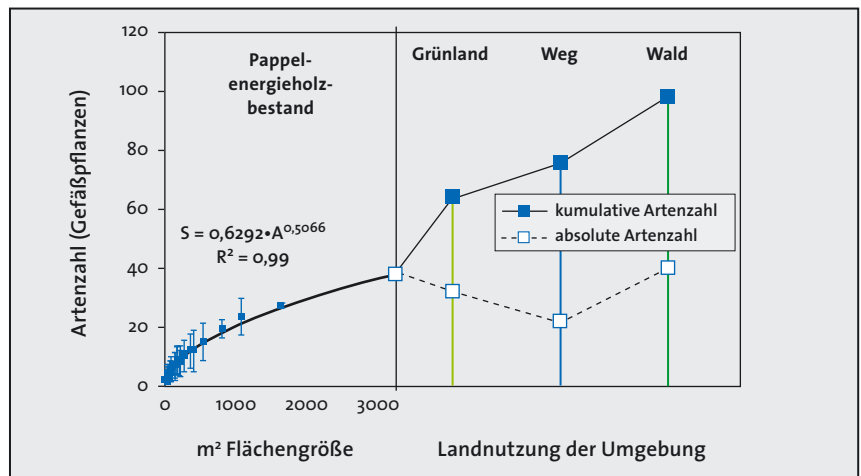 120
100
80
60
40
20
0
Artenzahl (Gefäßpflanzen)
Pappel-
energieholz-
bestand
S = 0,6292•A^0,5066
R² = 0,99
Grünland
Weg
Wald
kumulative Artenzahl
absolute Artenzahl
0 1000 2000 3000
m² Flächengröße
Landnutzung der Umgebung